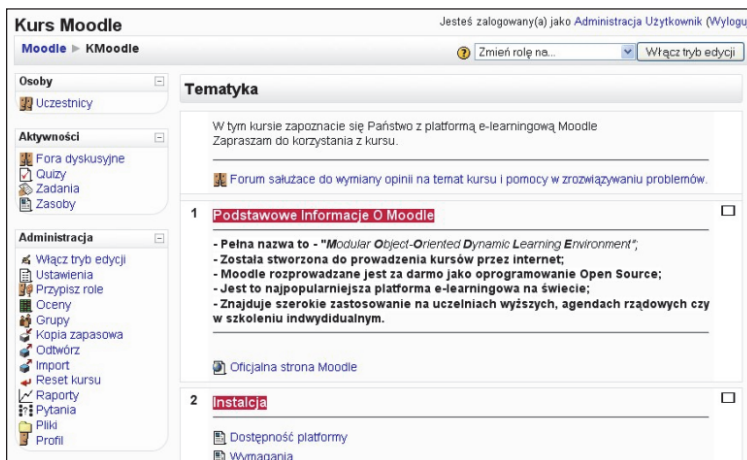 Kurs Moodle
Jesteś zalogowany(a) jako Administracja Użytkownik (Wyloguj
Moodle ► KMoodle
Zmień rolę na...
Włącz tryb edycji
Osoby
Uczestnicy
Aktywności
Fora dyskusyjne
Quizy
Zadania
Zasoby
Administracja
Włącz tryb edycji
Ustawienia
Przypisz role
Oceny
Grupy
Kopia zapasowa
Odtwórz
Import
Reset kursu
Raporty
Pytania
Pliki
Profil
Tematyka
W tym kursie zapoznacie się Państwo z platformą e-learningową Moodle
Zapraszam do korzystania z kursu.
Forum sałużace do wymiany opinii na temat kursu i pomocy w zrozwiązywaniu problemów.
1 Podstawowe Informacje O Moodle
- Pełna nazwa to - "Modular Object-Oriented Dynamic Learning Environment";
- Została stworzona do prowadzenia kursów przez internet;
- Moodle rozprowadzane jest za darmo jako oprogramowanie Open Source;
- Jest to najpopularniejsza platforma e-learningowa na świecie;
- Znajduje szerokie zastosowanie na uczelniach wyższych, agendach rządowych czy
w szkoleniu indwydidualnym.
Oficjalna strona Moodle
2 Instalcja
Dostępność platformy
Wymagania